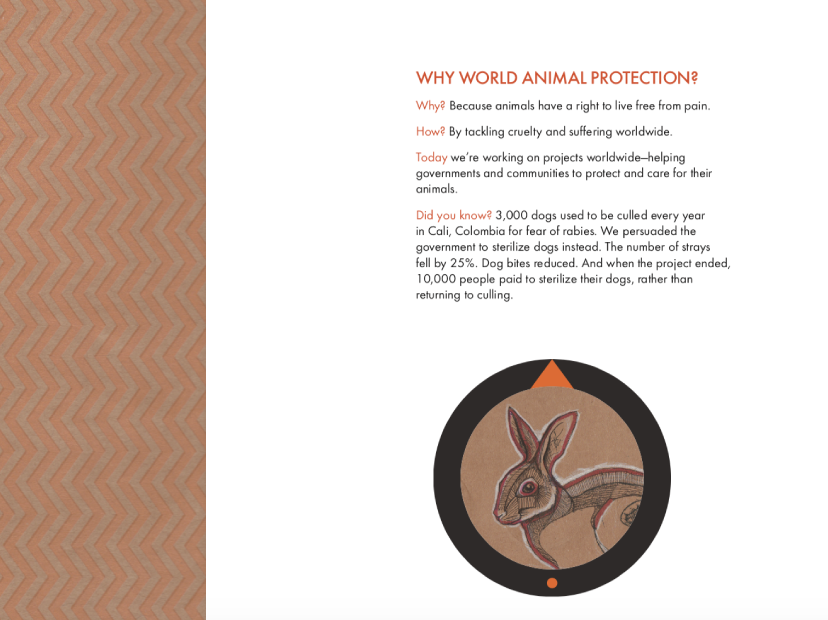 WHY WORLD ANIMAL PROTECTION?
Why? Because animals have a right to live free from pain.
How? By tackling cruelty and suffering worldwide.
Today we're working on projects worldwide—helping
governments and communities to protect and care for their
animals.
Did you know? 3,000 dogs used to be culled every year
in Cali, Colombia for fear of rabies. We persuaded the
government to sterilize dogs instead. The number of strays
fell by 25%. Dog bites reduced. And when the project ended,
10,000 people paid to sterilize their dogs, rather than
returning to culling.